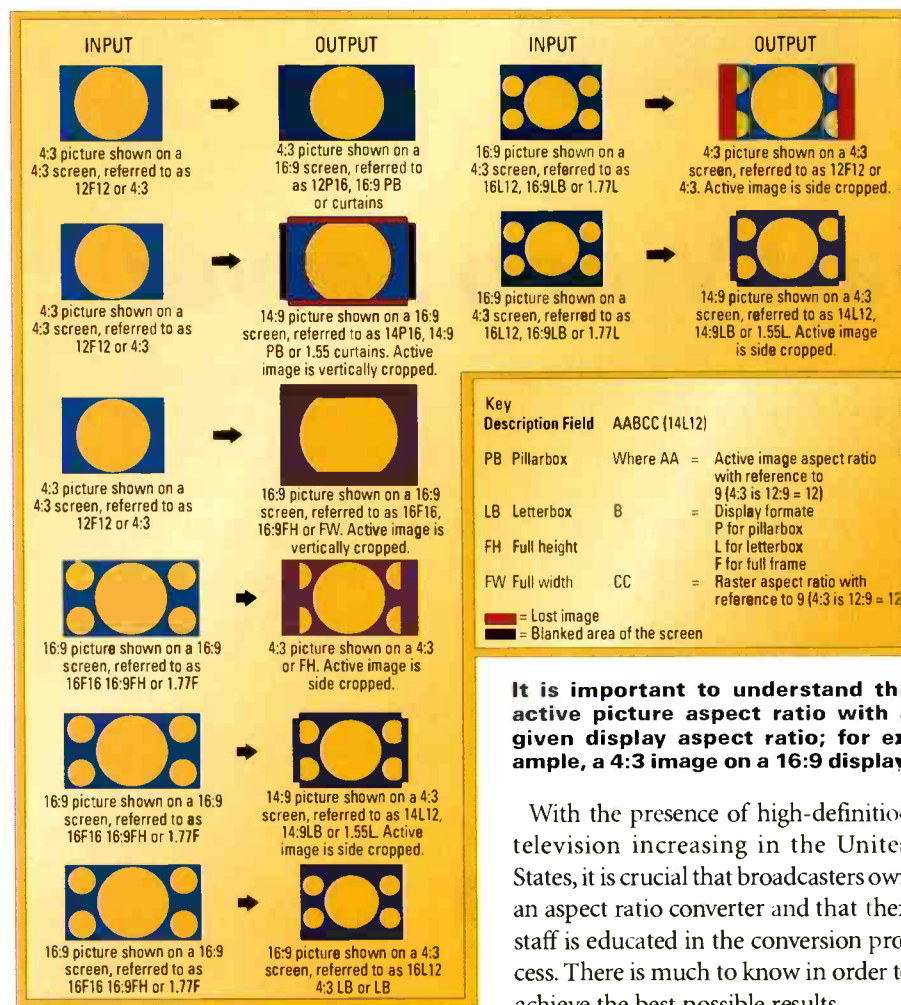 INPUT
OUTPUT
4:3 picture shown on a
4:3 screen, referred to as
12F12 or 4:3
4:3 picture shown on a
16:9 screen, referred to
as 12P16, 16:9 PB
or curtains
4:3 picture shown on a
4:3 screen, referred to as
12F12 or 4:3
14:9 picture shown on a 16:9
screen, referred to as 14P16, 14:9
PB or 1.55 curtains. Active
image is vertically cropped.
4:3 picture shown on a
4:3 screen, referred to as
12F12 or 4:3
16:9 picture shown on a 16:9
screen, referred to as 16F16,
16:9FH or FW. Active image is
vertically cropped.
16:9 picture shown on a 16:9
screen, referred to as
16F16 16:9FH or 1.77F
4:3 picture shown on a 4:3
or FH. Active image is
side cropped.
16:9 picture shown on a 16:9
screen, referred to as
16F16 16:9FH or 1.77F
14:9 picture shown on a 4:3
screen, referred to as 14L12,
14:9LB or 1.55L. Active
image is side cropped.
16:9 picture shown on a 16:9
screen, referred to as
16F16 16:9FH or 1.77F
16:9 picture shown on a 4:3
screen, referred to as 16L12
4:3 LB or LB
INPUT
OUTPUT
16:9 picture shown on a
4:3 screen, referred to as
16L12, 16:9LB or 1.77L
4:3 picture shown on a 4:3
screen, referred to as 12F12 or
4:3. Active image is side cropped.
16:9 picture shown on a
4:3 screen, referred to as
16L12, 16:9LB or 1.77L
14:9 picture shown on a 4:3
screen, referred to as 14L12,
14:9LB or 1.55L. Active image
is side cropped.
Key
Description Field AABCC (14L12)
PB Pillarbox Where AA = Active image aspect ratio
with reference to
9 (4:3 is 12:9 = 12)
LB Letterbox B = Display formate
P for pillarbox
FH Full height L for letterbox
F for full frame
FW Full width CC = Raster aspect ratio with
reference to 9 (4:3 is 12:9 = 12
= Lost image
= Blanked area of the screen
It is important to understand th
active picture aspect ratio with
given display aspect ratio; for ex
ample, a 4:3 image on a 16:9 display
With the presence of high-definitio
television increasing in the Unite
States, it is crucial that broadcasters ow
an aspect ratio converter and that the
staff is educated in the conversion pro
cess. There is much to know in order t
achieve the best possible results.